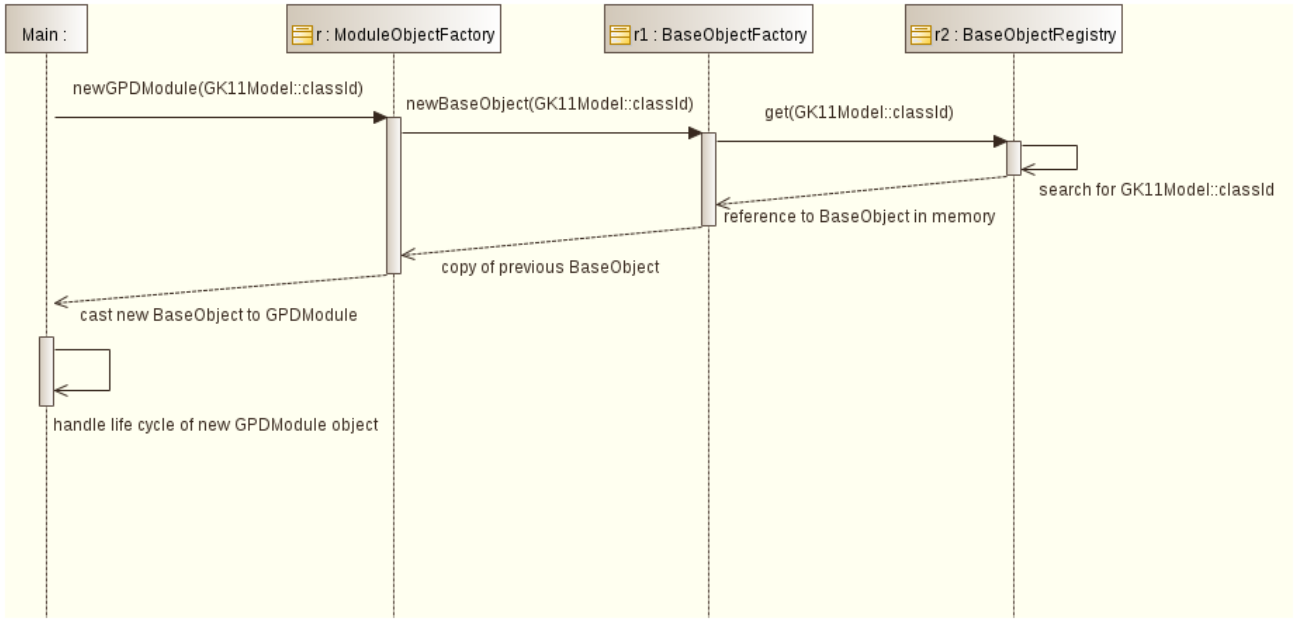 Main :
r : ModuleObjectFactory
r1 : BaseObjectFactory
r2 : BaseObjectRegistry
newGPDModule(GK11Model::classId)
newBaseObject(GK11Model::classId)
get(GK11Model::classId)
search for GK11Model::classId
reference to BaseObject in memory
copy of previous BaseObject
cast new BaseObject to GPDModule
handle life cycle of new GPDModule object